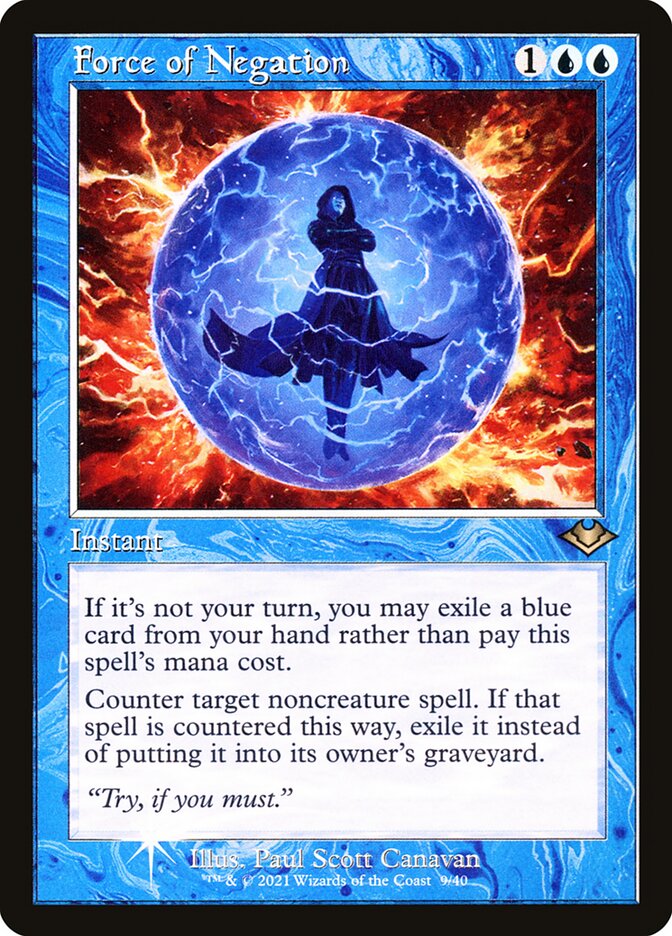 Force of Negation 1
Instant
If it's not your turn, you may exile a blue
card from your hand rather than pay this
spell's mana cost.
Counter target noncreature spell. If that
spell is countered this way, exile it instead
of putting it into its owner's graveyard.
"Try, if you must."
Illus. Paul Scott Canavan
™ & © 2021 Wizards of the Coast 9/40